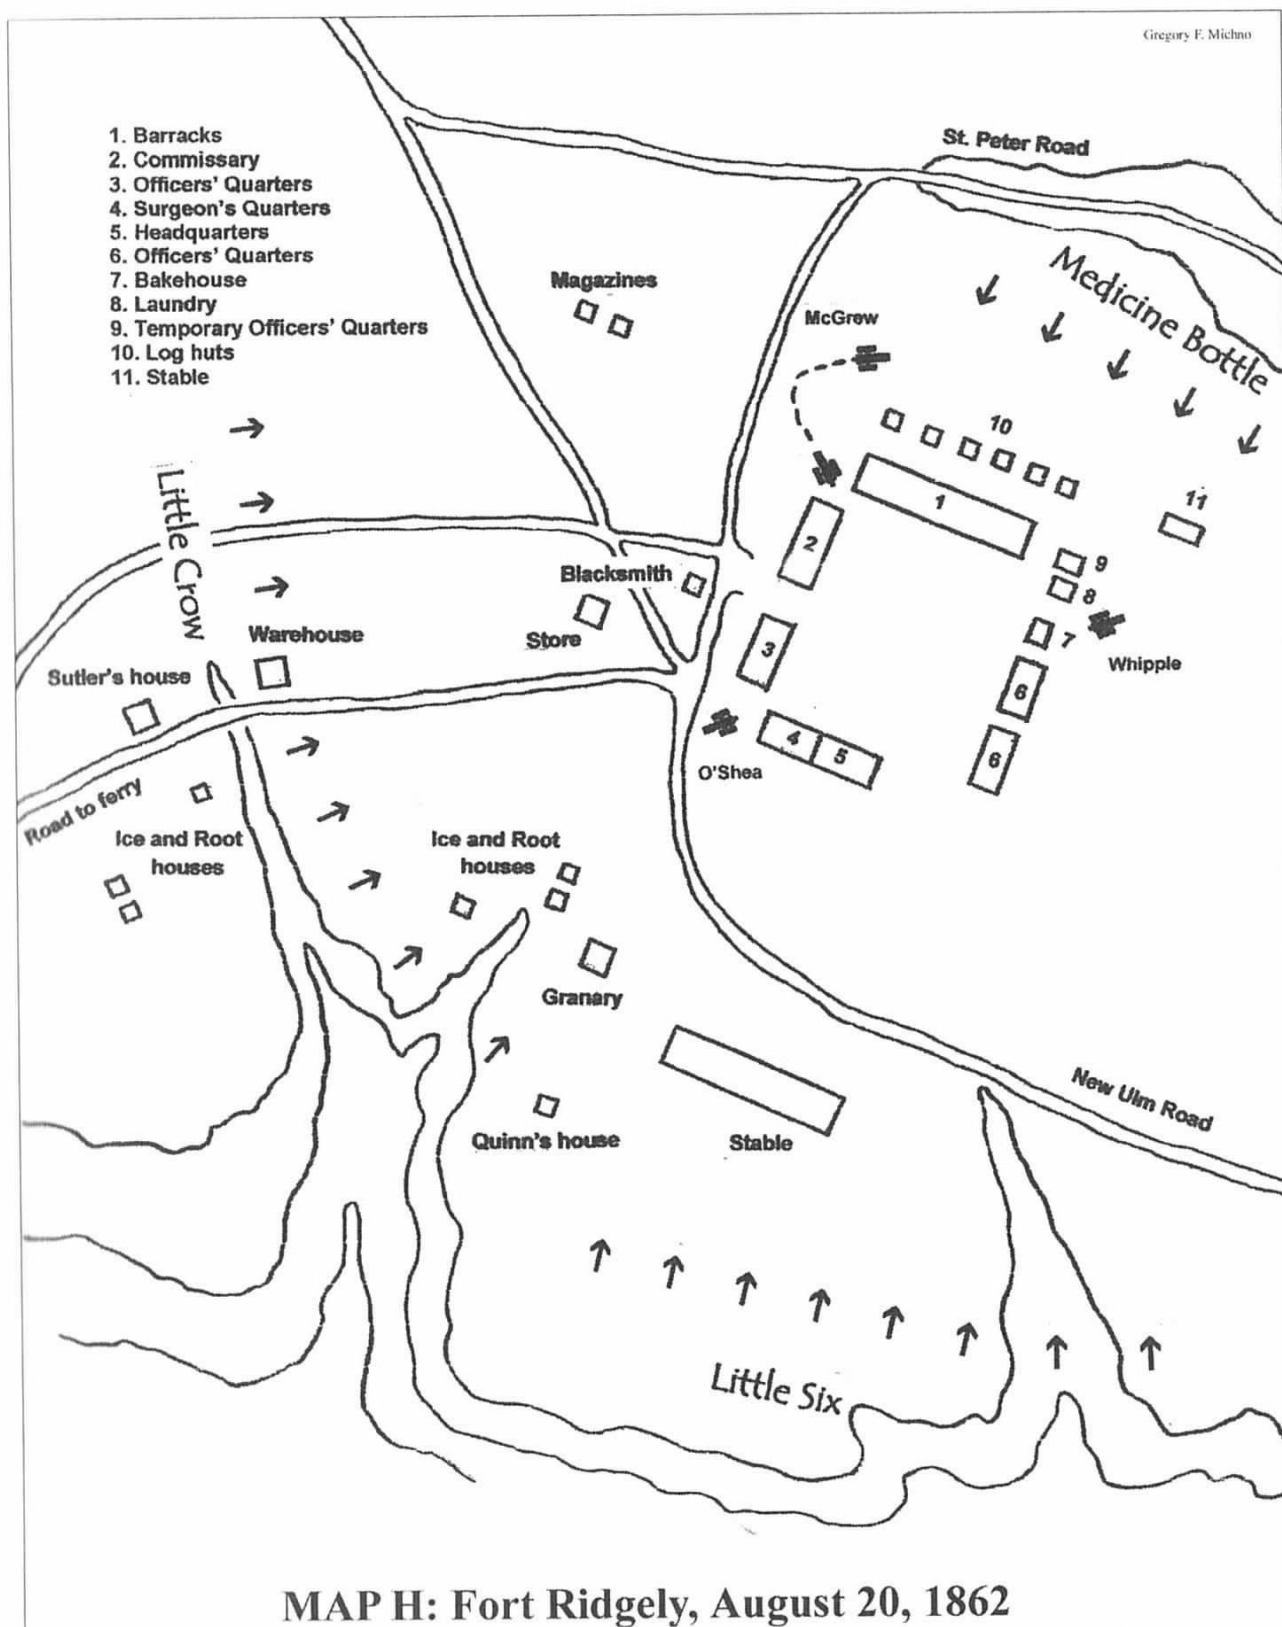 Gregory F. Michno
1. Barracks
2. Commissary
3. Officers' Quarters
4. Surgeon's Quarters
5. Headquarters
6. Officers' Quarters
7. Bakehouse
8. Laundry
9. Temporary Officers' Quarters
10. Log huts
11. Stable
St. Peter Road
Medicine Bottle
Magazines
McGrew
10
1
11
2
9
8
7
Whipple
6
6
3
4
5
O'Shea
Little Crow
Blacksmith
Store
Warehouse
Sutler's house
Road to ferry
Ice and Root
houses
Ice and Root
houses
Granary
Quinn's house
Stable
New Ulm Road
Little Six
MAP H: Fort Ridgely, August 20, 1862